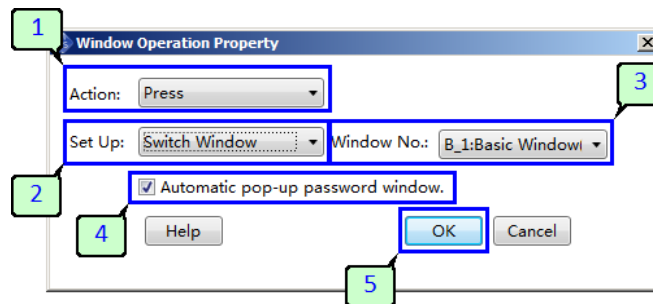 1
Window Operation Property
3
Action: Press
Set Up: Switch Window Window No.: B_1:Basic Window(
2
Automatic pop-up password window.
4
Help OK Cancel
5